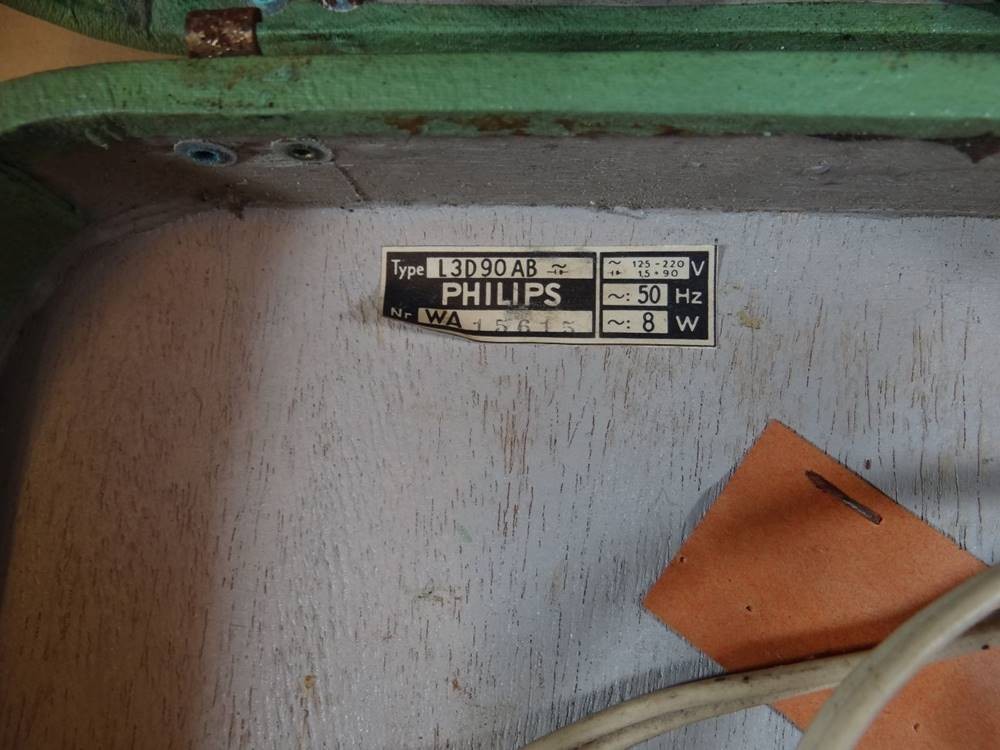 Type L3D90AB
PHILIPS
Nr WA 15615
~ 125-220 V
1.5+90
~: 50 Hz
~: 8 W